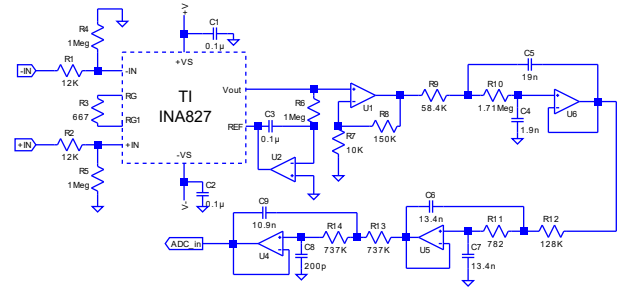 +V
R4
1Meg
C1
0.1µ
-IN
R1
12K
+VS
-IN
TI
INA827
Vout
R3
667
RG
RG1
REF
C3
0.1µ
R6
1Meg
U1
R9
58.4K
C5
19n
R10
1.71Meg
C4
1.9n
U6
R8
150K
R7
10K
+IN
R2
12K
+IN
-VS
U2
R5
1Meg
C2
0.1µ
V-
C9
10.9n
C6
13.4n
ADC_in
U4
C8
200p
R14
737K
R13
737K
U5
C7
13.4n
R11
782
R12
128K